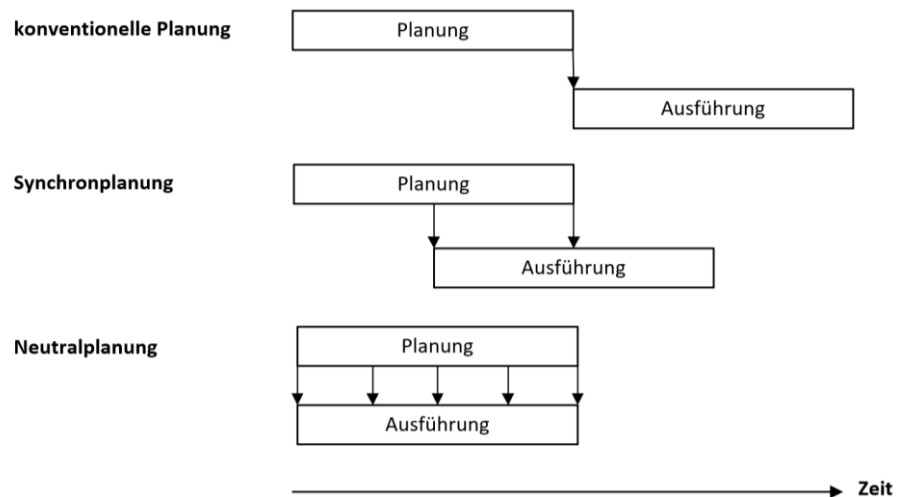 konventionelle Planung
Planung
Ausführung
Synchronplanung
Planung
Ausführung
Neutralplanung
Planung
Ausführung
Zeit